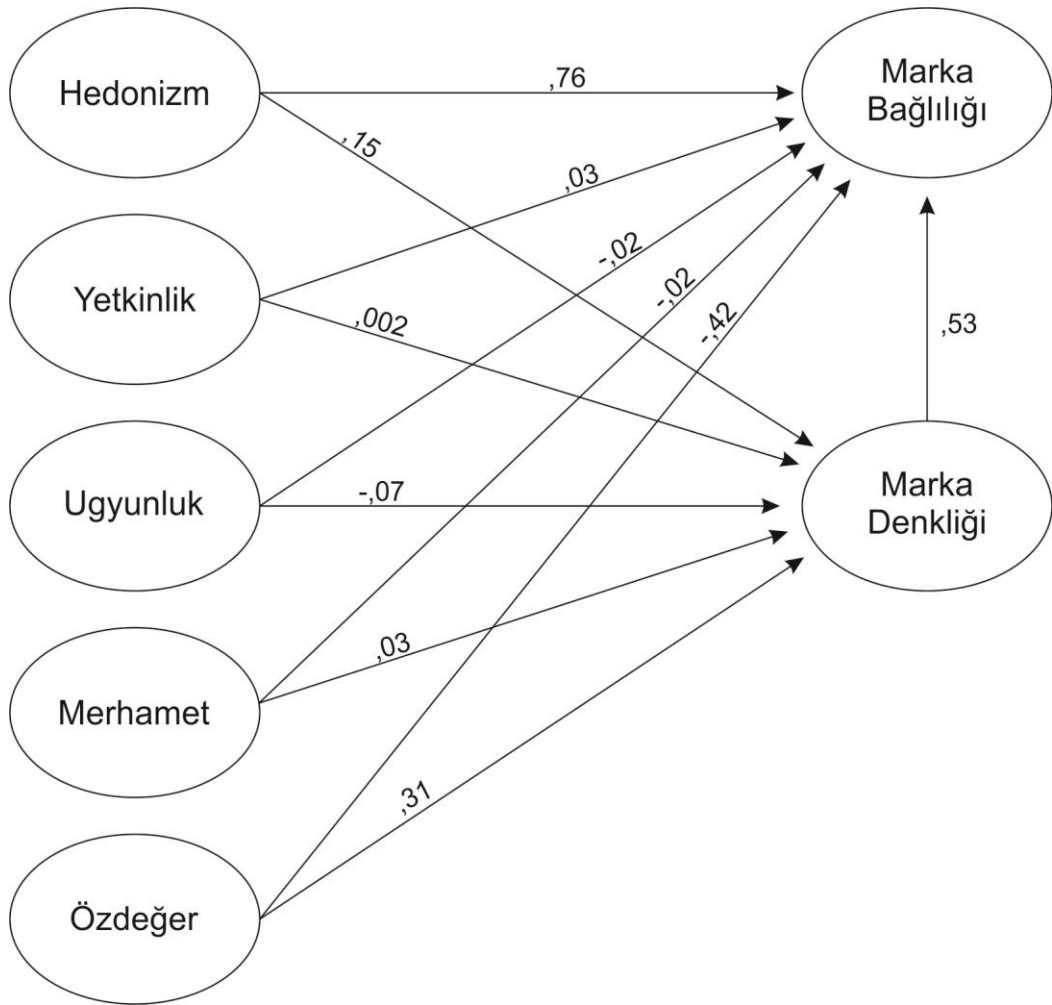 Hedonizm
,76
Marka
Bağlılığı
,15
,03
Yetkinlik
-,02
-,02
,002
-,42
,53
Ugyunluk
-,07
Marka
Denkliği
Merhamet
,03
,31
Özdeğer